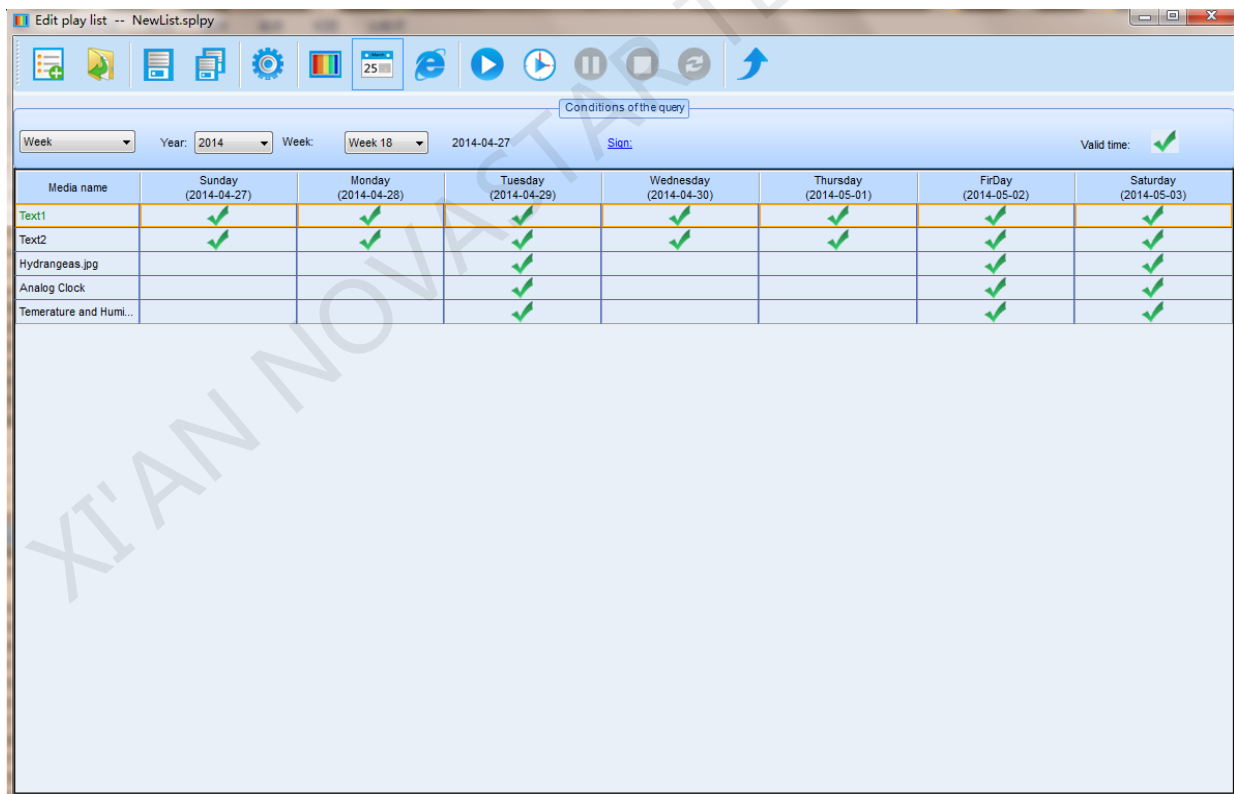 Edit play list -- NewList.splpy
25
Conditions of the query
Week Year: 2014 Week: Week 18 2014-04-27 Sign: Valid time:
Media name Sunday (2014-04-27) Monday (2014-04-28) Tuesday (2014-04-29) Wednesday (2014-04-30) Thursday (2014-05-01) FirDay (2014-05-02) Saturday (2014-05-03)
Text1
Text2
Hydrangeas.jpg
Analog Clock
Temerature and Humi...
XI'AN NOVASTAR TE